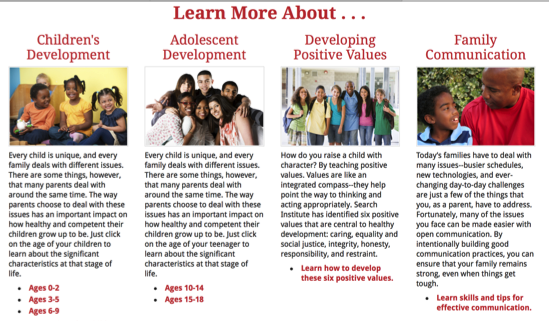 Learn More About . . .
Children's
Development
Every child is unique, and every
family deals with different issues.
There are some things, however,
that many parents deal with
around the same time. The way
parents choose to deal with these
issues has an important impact on
how healthy and competent their
children grow up to be. Just click
on the age of your children to
learn about the significant
characteristics at that stage of
life.
• Ages 0-2
• Ages 3-5
• Ages 6-9
Adolescent
Development
Every child is unique, and every
family deals with different issues.
There are some things, however,
that many parents deal with
around the same time. The way
parents choose to deal with these
issues has an important impact on
how healthy and competent their
children grow up to be. Just click
on the age of your teenager to
learn about the significant
characteristics at that stage of
life.
• Ages 10-14
• Ages 15-18
Developing
Positive Values
How do you raise a child with
character? By teaching positive
values. Values are like an
integrated compass--they help
point the way to thinking and
acting appropriately. Search
Institute has identified six positive
values that are central to healthy
development: caring, equality and
social justice, integrity, honesty,
responsibility, and restraint.
• Learn how to develop
these six positive values.
Family
Communication
Today's families have to deal with
many issues--busier schedules,
new technologies, and ever-
changing day-to-day challenges
are just a few of the things that
you, as a parent, have to address.
Fortunately, many of the issues
you face can be made easier with
open communication. By
intentionally building good
communication practices, you can
ensure that your family remains
strong, even when things get
tough.
• Learn skills and tips for
effective communication.